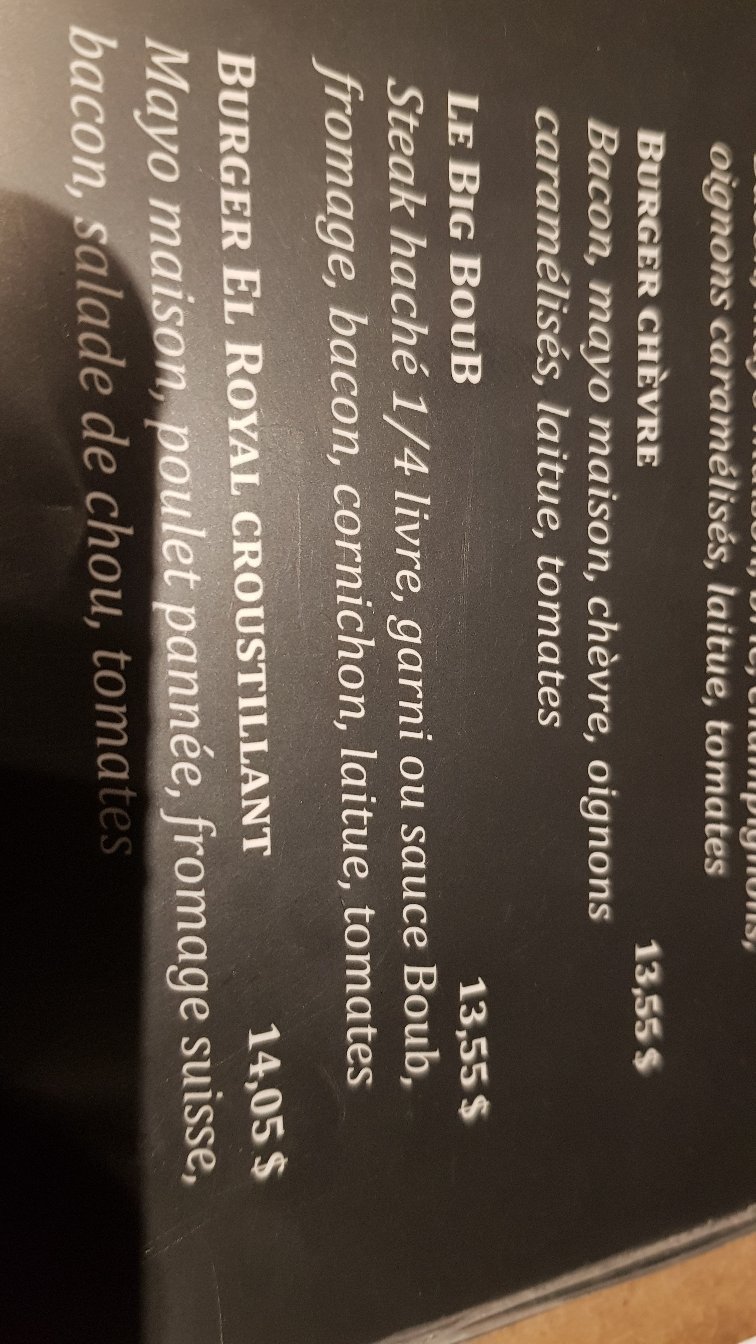 oignons caramélisés, laitue, tomates
BURGER CHÈVRE 13,55 $
Bacon, mayo maison, chèvre, oignons
caramélisés, laitue, tomates
LE BIG BOUB 13,55 $
Steak haché 1/4 livre, garni ou sauce Boub,
fromage, bacon, cornichon, laitue, tomates
BURGER EL ROYAL CROUSTILLANT 14,05 $
Mayo maison, poulet pannée, fromage suisse,
bacon, salade de chou, tomates